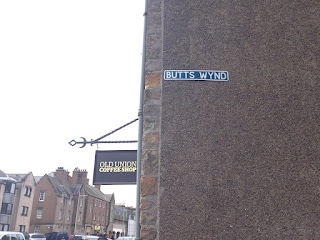 BUTTS WYND
OLD UNION
COFFEE SHOP